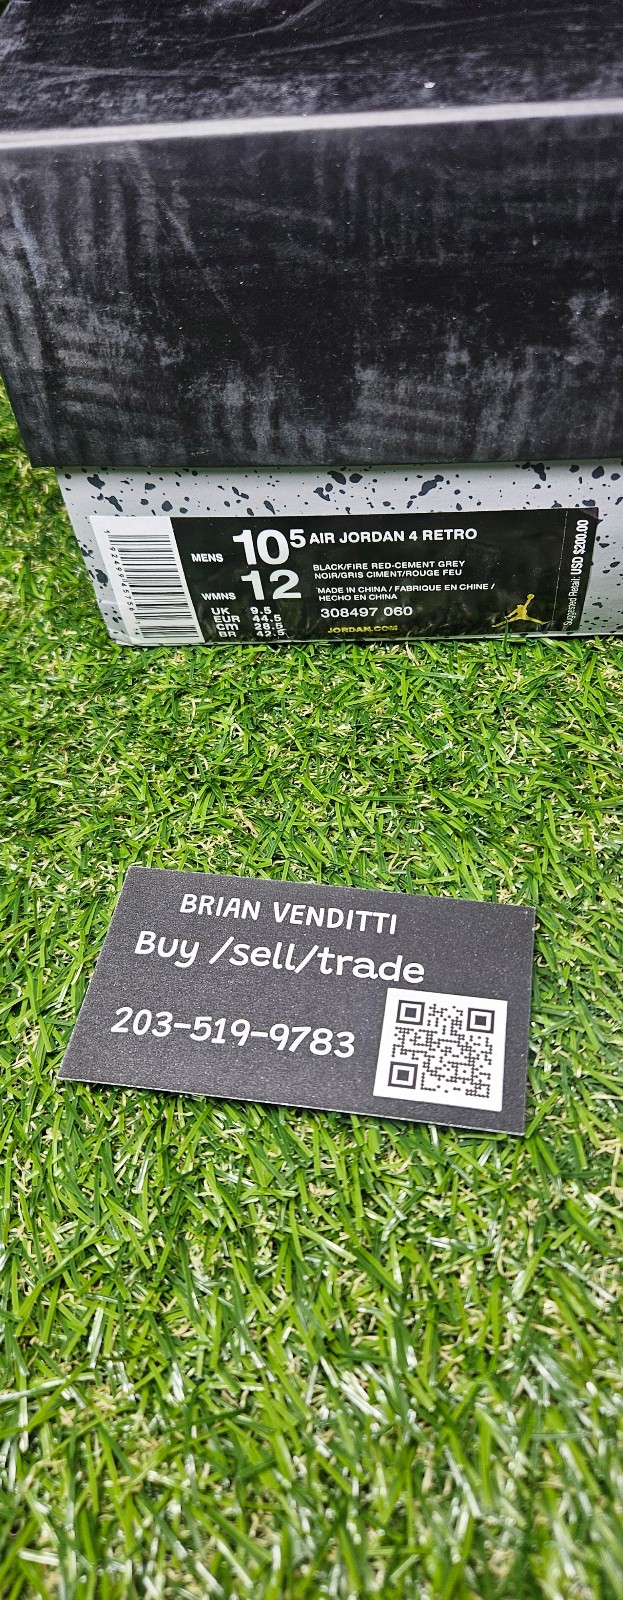 MENS 10⁵ AIR JORDAN 4 RETRO
BLACK/FIRE RED-CEMENT GREY
NOIR/GRIS CIMENT/ROUGE FEU
WMNS 12
MADE IN CHINA / FABRIQUE EN CHINE /
HECHO EN CHINA
UK 9.5
EUR 44.5
cm 28.5
BR 42.5
308497 060
JORDAN.COM
Suggested Retail: USD $200.00
BRIAN VENDITTI
Buy /sell/trade
203-519-9783